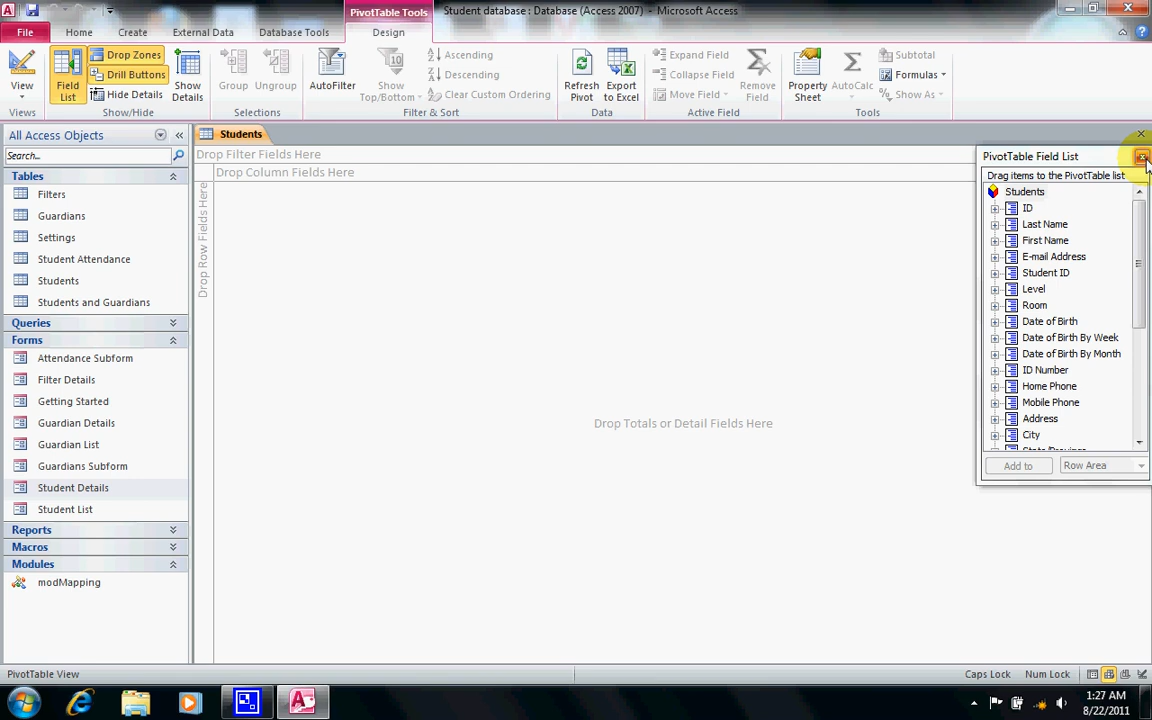 PivotTable Tools
Student database : Database (Access 2007) - Microsoft Access
File Home Create External Data Database Tools Design
View
Views
Field List
Drop Zones
Drill Buttons
Hide Details
Show Details
Show/Hide
Group
Ungroup
Selections
AutoFilter
Show Top/Bottom
Ascending
Descending
Clear Custom Ordering
Filter & Sort
Refresh Pivot
Export to Excel
Data
Expand Field
Collapse Field
Move Field
Remove Field
Active Field
Property Sheet
AutoCalc
Subtotal
Formulas
Show As
Tools
All Access Objects
Search...
Tables
Filters
Guardians
Settings
Student Attendance
Students
Students and Guardians
Queries
Forms
Attendance Subform
Filter Details
Getting Started
Guardian Details
Guardian List
Guardians Subform
Student Details
Student List
Reports
Macros
Modules
modMapping
Students
Drop Filter Fields Here
Drop Column Fields Here
Drop Row Fields Here
Drop Totals or Detail Fields Here
PivotTable Field List
Drag items to the PivotTable list
Students
ID
Last Name
First Name
E-mail Address
Student ID
Level
Room
Date of Birth
Date of Birth By Week
Date of Birth By Month
ID Number
Home Phone
Mobile Phone
Address
City
State/Province
Add to
Row Area
PivotTable View
Caps Lock Num Lock
1:27 AM
8/22/2011